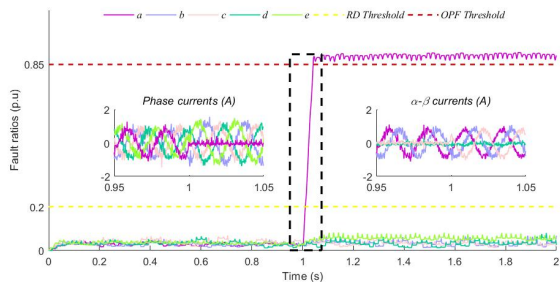 a b c d e RD Threshold OPF Threshold
Fault ratios (p.u)
0.85
0.2
0
Phase currents (A)
2
0
-2
0.95 1 1.05
α-β currents (A)
2
0
-2
0.95 1 1.05
0 0.2 0.4 0.6 0.8 1 1.2 1.4 1.6 1.8 2
Time (s)